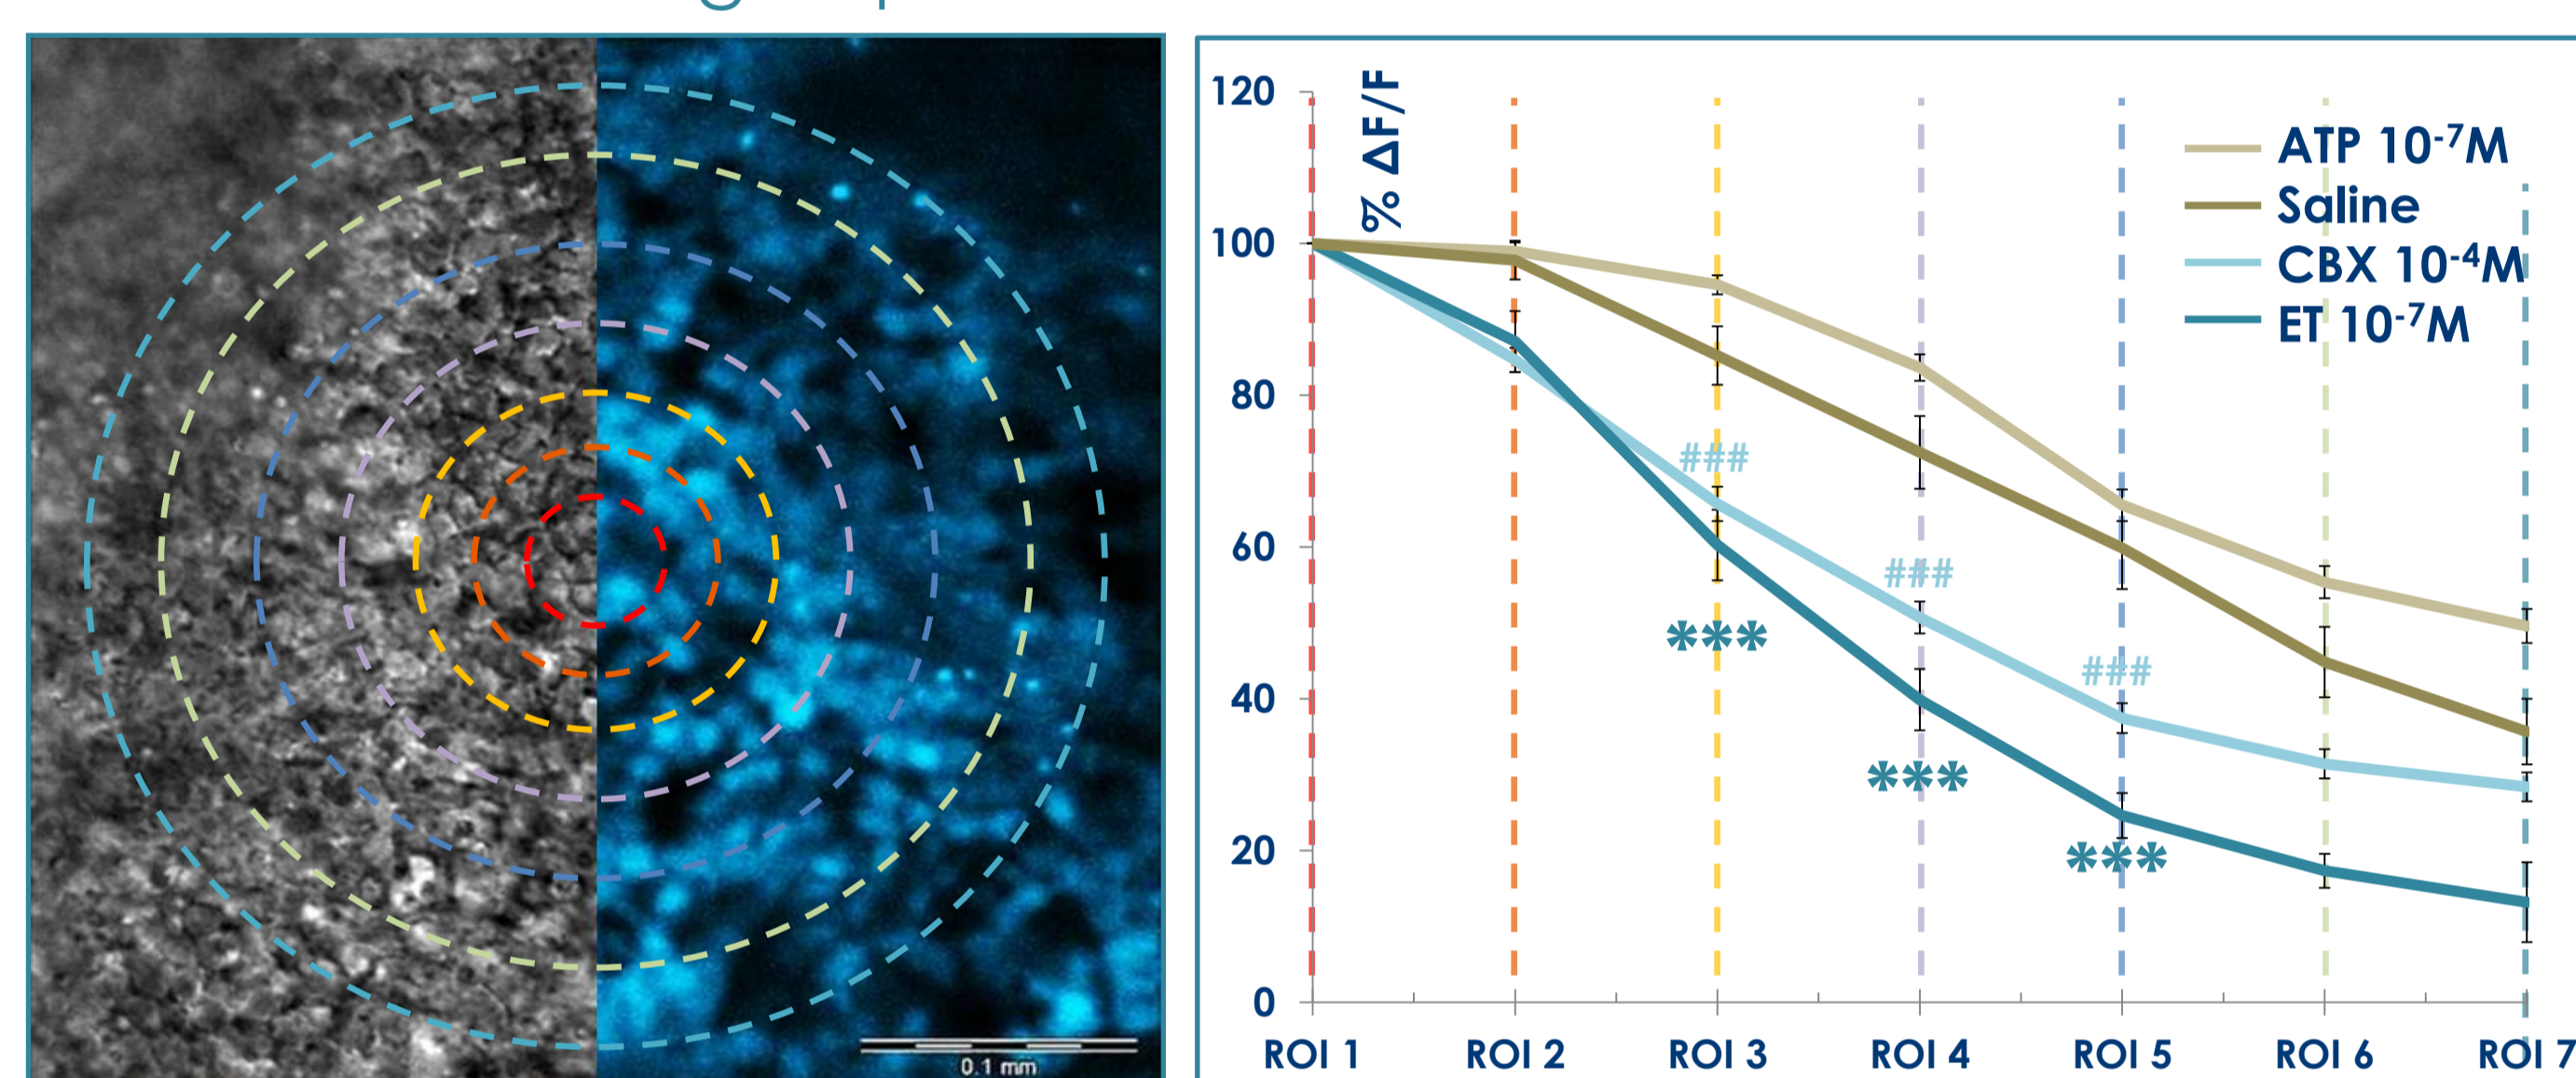 0.1 mm
% ΔF/F
120
100
80
60
40
20
0
ATP 10⁻⁷M
Saline
CBX 10⁻⁴M
ET 10⁻⁷M
###
###
###
***
***
***
ROI 1 ROI 2 ROI 3 ROI 4 ROI 5 ROI 6 ROI 7